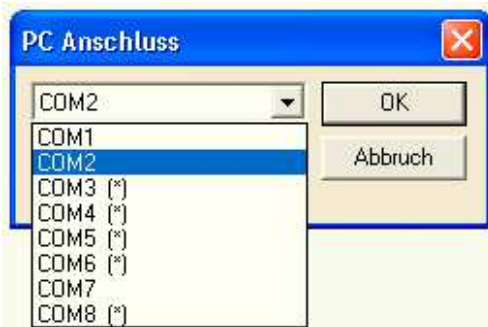 PC Anschluss
COM2
OK
COM1
COM2
Abbruch
COM3 (*)
COM4 (*)
COM5 (*)
COM6 (*)
COM7
COM8 (*)